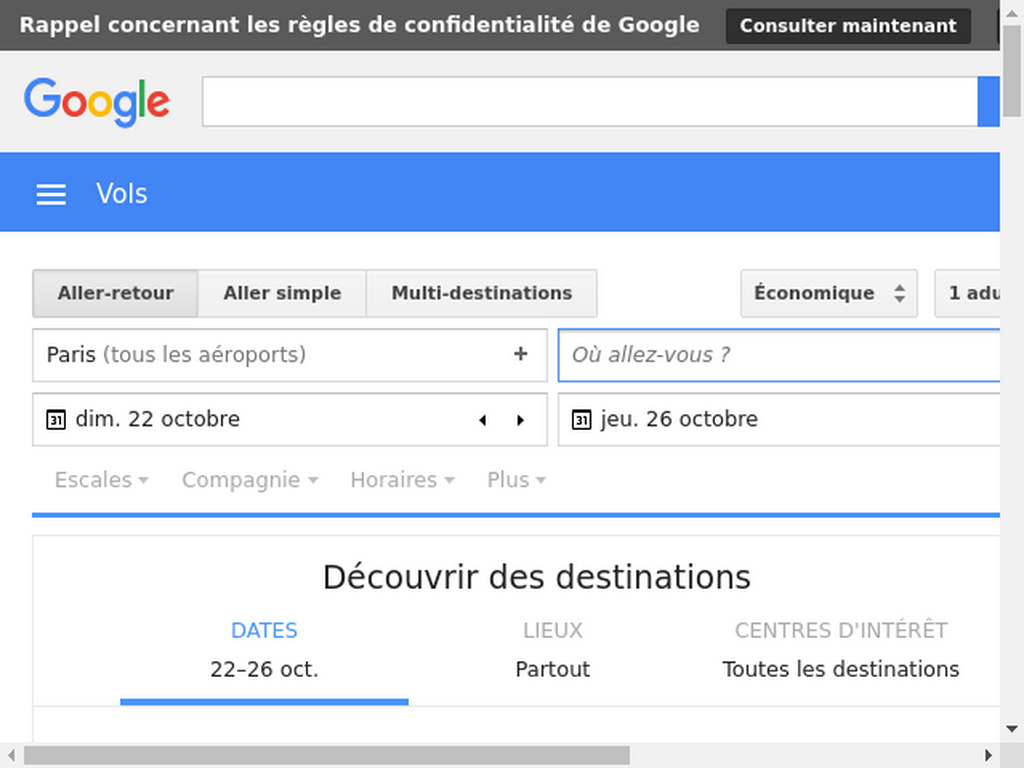 Rappel concernant les règles de confidentialité de Google Consulter maintenant
Google
Vols
Aller-retour Aller simple Multi-destinations Économique 1 adu
Paris (tous les aéroports) + Où allez-vous ?
31 dim. 22 octobre 31 jeu. 26 octobre
Escales Compagnie Horaires Plus
Découvrir des destinations
DATES LIEUX CENTRES D'INTÉRÊT
22–26 oct. Partout Toutes les destinations